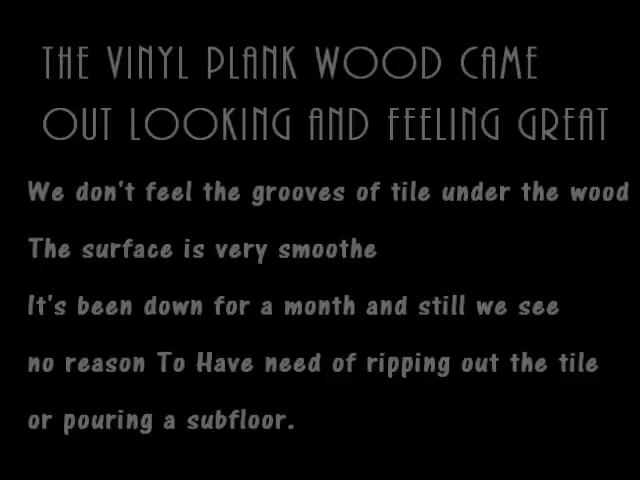 THE VINYL PLANK WOOD CAME
OUT LOOKING AND FEELING GREAT
We don't feel the grooves of tile under the wood
The surface is very smoothe
It's been down for a month and still we see
no reason To Have need of ripping out the tile
or pouring a subfloor.